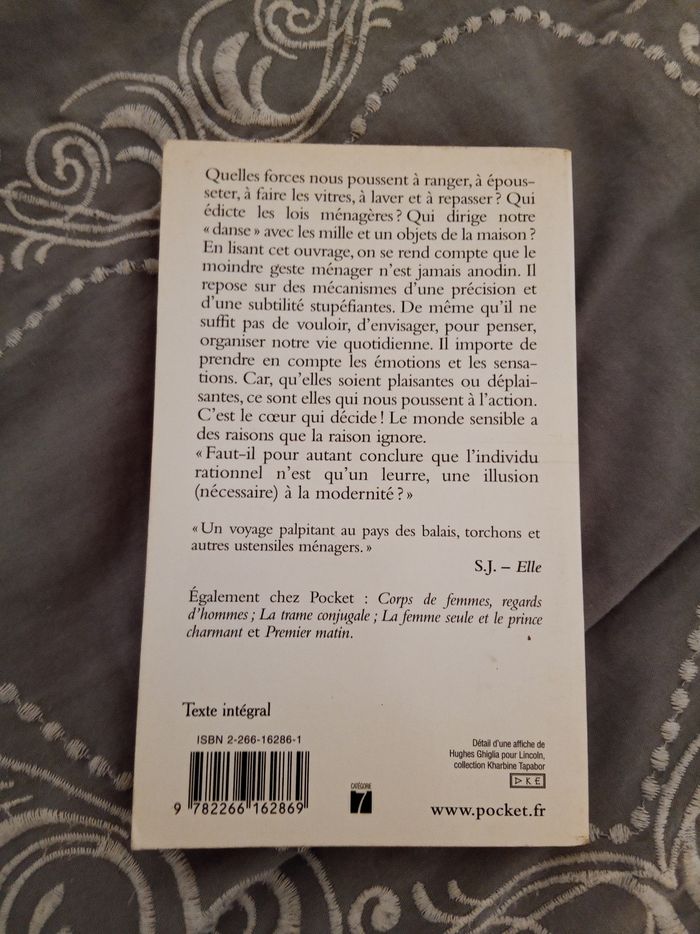 Quelles forces nous poussent à ranger, à épous-
seter, à faire les vitres, à laver et à repasser ? Qui
édicte les lois ménagères ? Qui dirige notre
« danse » avec les mille et un objets de la maison ?
En lisant cet ouvrage, on se rend compte que le
moindre geste ménager n'est jamais anodin. Il
repose sur des mécanismes d'une précision et
d'une subtilité stupéfiantes. De même qu'il ne
suffit pas de vouloir, d'envisager, pour penser,
organiser notre vie quotidienne. Il importe de
prendre en compte les émotions et les sensa-
tions. Car, qu'elles soient plaisantes ou déplai-
santes, ce sont elles qui nous poussent à l'action.
C'est le cœur qui décide ! Le monde sensible a
des raisons que la raison ignore.
« Faut-il pour autant conclure que l'individu
rationnel n'est qu'un leurre, une illusion
(nécessaire) à la modernité ? »
« Un voyage palpitant au pays des balais, torchons et
autres ustensiles ménagers. »
S.J. – Elle
Également chez Pocket : Corps de femmes, regards
d'hommes ; La trame conjugale ; La femme seule et le prince
charmant et Premier matin.
Texte intégral
ISBN 2-266-16286-1
9 782266 162869
CATÉGORIE
7
Détail d'une affiche de
Hughes Ghiglia pour Lincoln,
collection Kharbine Tapabor
DKE
www.pocket.fr